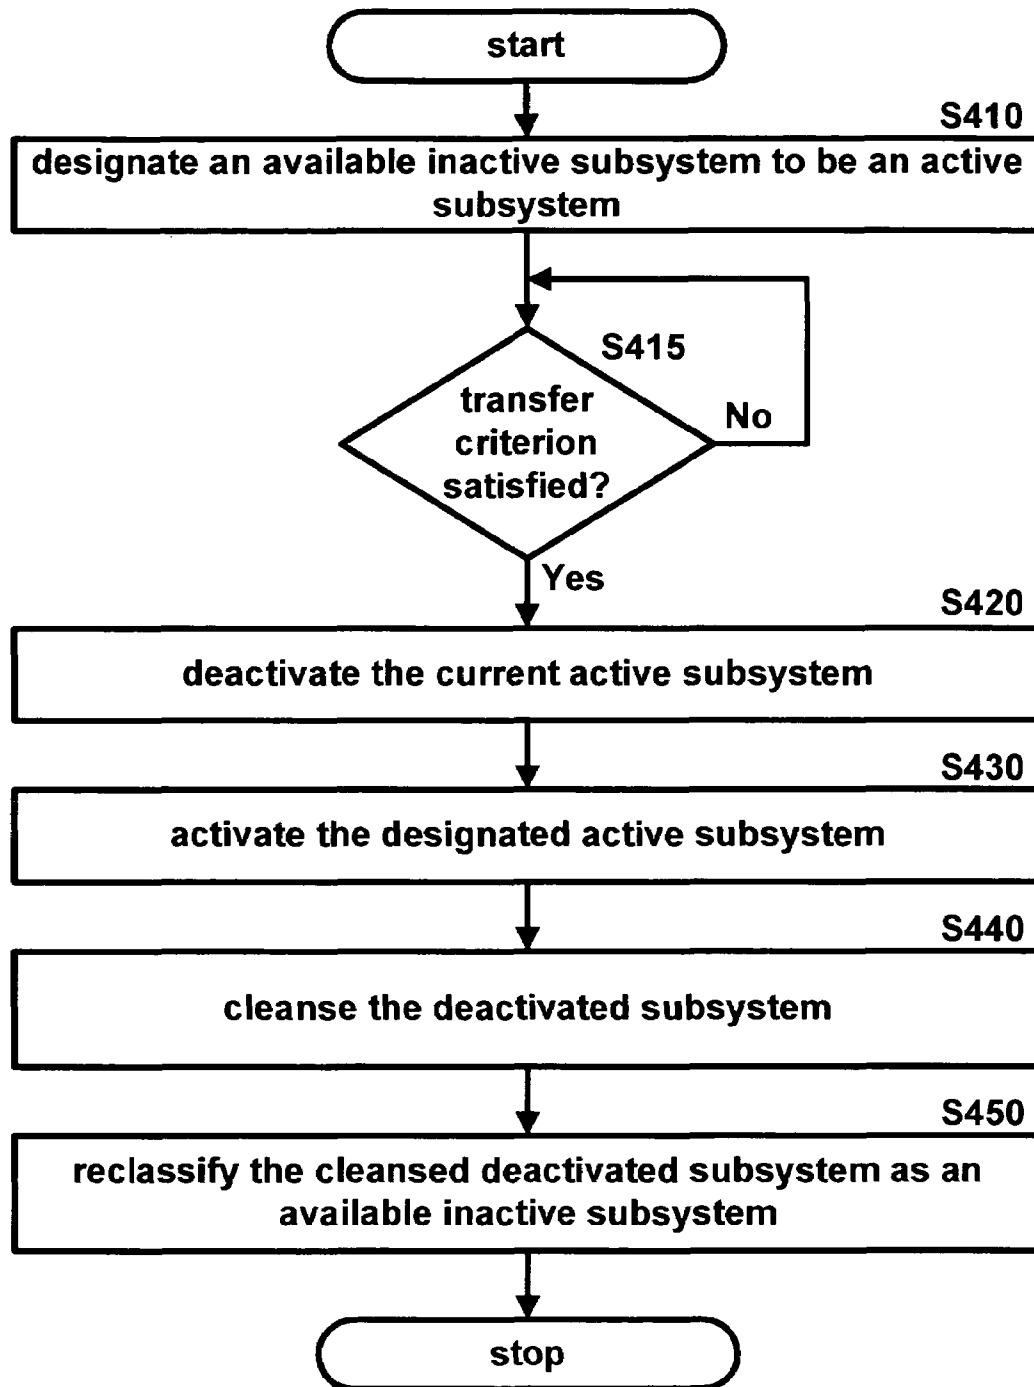 start
S410
designate an available inactive subsystem to be an active
subsystem
S415
transfer
criterion
satisfied?
No
Yes
S420
deactivate the current active subsystem
S430
activate the designated active subsystem
S440
cleanse the deactivated subsystem
S450
reclassify the cleansed deactivated subsystem as an
available inactive subsystem
stop